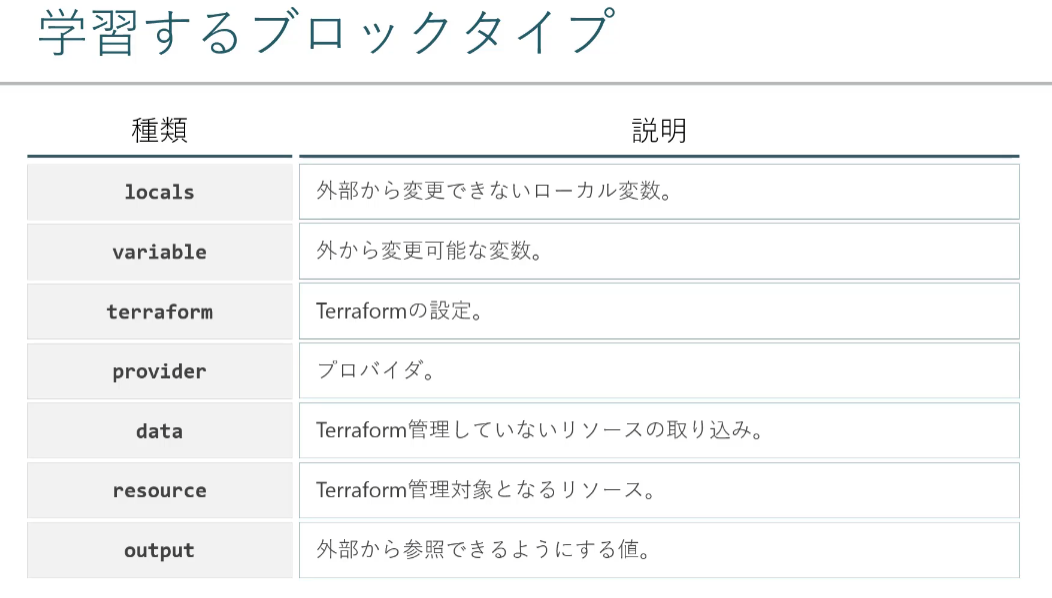 学習するブロックタイプ
種類 説明
locals 外部から変更できないローカル変数。
variable 外から変更可能な変数。
terraform Terraformの設定。
provider プロバイダ。
data Terraform管理していないリソースの取り込み。
resource Terraform管理対象となるリソース。
output 外部から参照できるようにする値。